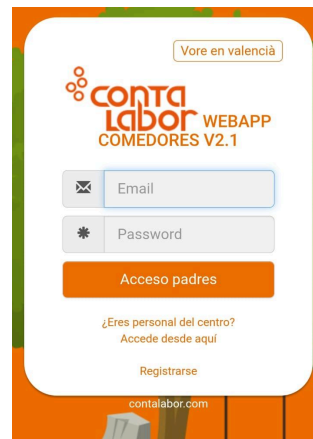 Vore en valencià
CONTA
LABOR WEBAPP
COMEDORES V2.1
Email
Password
Acceso padres
¿Eres personal del centro?
Accede desde aquí
Registrarse
contalabor.com